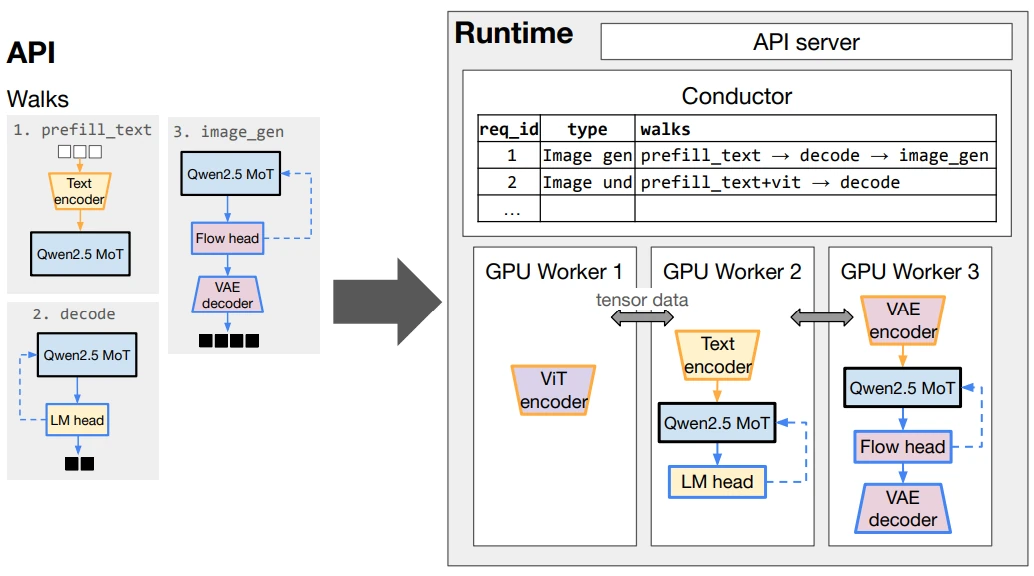 API
Walks
1. prefill_text
Text
encoder
Qwen2.5 MoT
2. decode
Qwen2.5 MoT
LM head
3. image_gen
Qwen2.5 MoT
Flow head
VAE
decoder
Runtime
API server
Conductor
req_id type walks
1 Image gen prefill_text → decode → image_gen
2 Image und prefill_text+vit → decode
...
GPU Worker 1
ViT
encoder
tensor data
GPU Worker 2
Text
encoder
Qwen2.5 MoT
LM head
GPU Worker 3
VAE
encoder
Qwen2.5 MoT
Flow head
VAE
decoder